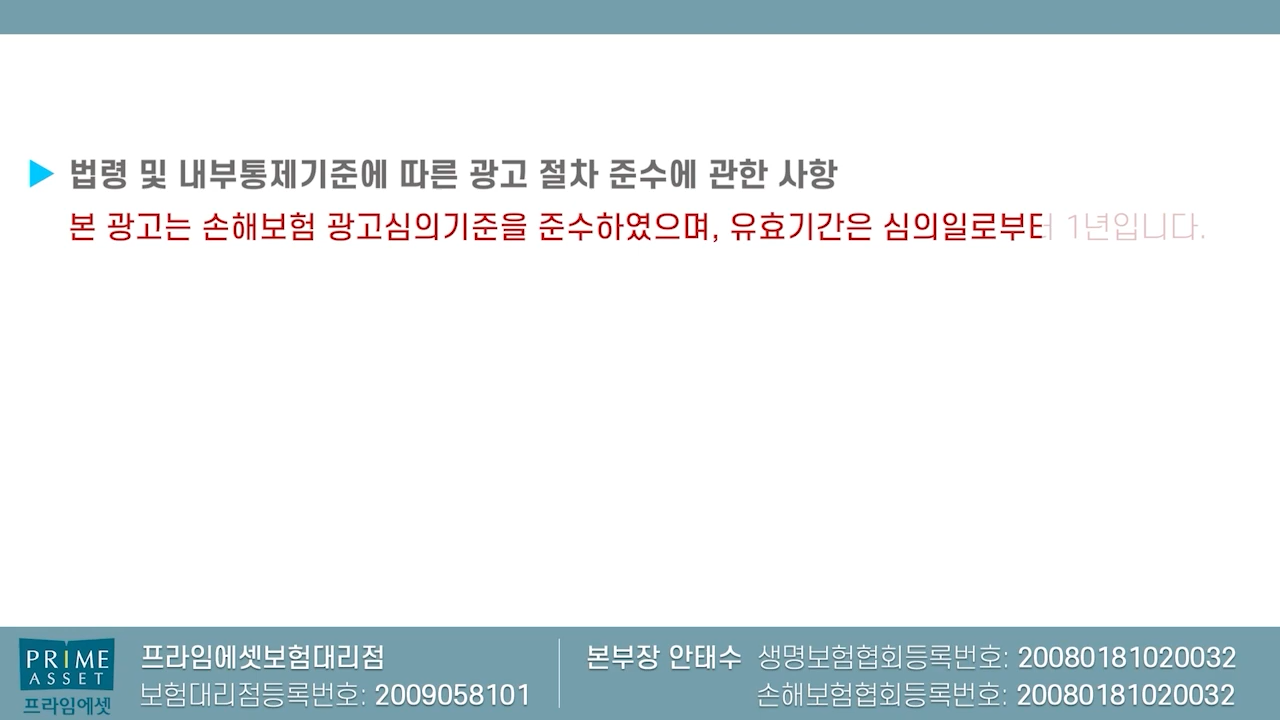 ▶ 법령 및 내부통제기준에 따른 광고 절차 준수에 관한 사항
본 광고는 손해보험 광고심의기준을 준수하였으며, 유효기간은 심의일로부터 1년입니다.
PRIME
ASSET
프라임에셋
프라임에셋보험대리점
보험대리점등록번호: 2009058101
본부장 안태수 생명보험협회등록번호: 20080181020032
손해보험협회등록번호: 20080181020032